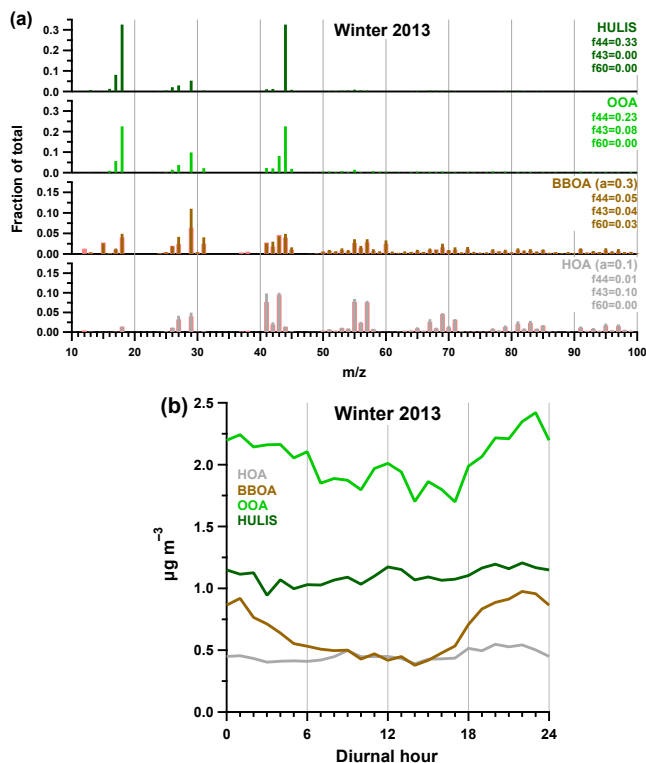 (a)
Winter 2013
Fraction of total
HULIS
f44=0.33
f43=0.00
f60=0.00
0.3
0.2
0.1
0.0
OOA
f44=0.23
f43=0.08
f60=0.00
0.3
0.2
0.1
0.0
BBOA (a=0.3)
f44=0.05
f43=0.04
f60=0.03
0.15
0.10
0.05
0.00
HOA (a=0.1)
f44=0.01
f43=0.10
f60=0.00
0.15
0.10
0.05
0.00
10 20 30 40 50 60 70 80 90 100
m/z
(b)
Winter 2013
2.5
2.0
1.5
1.0
0.5
0.0
µg m⁻³
HOA
BBOA
OOA
HULIS
0 6 12 18 24
Diurnal hour